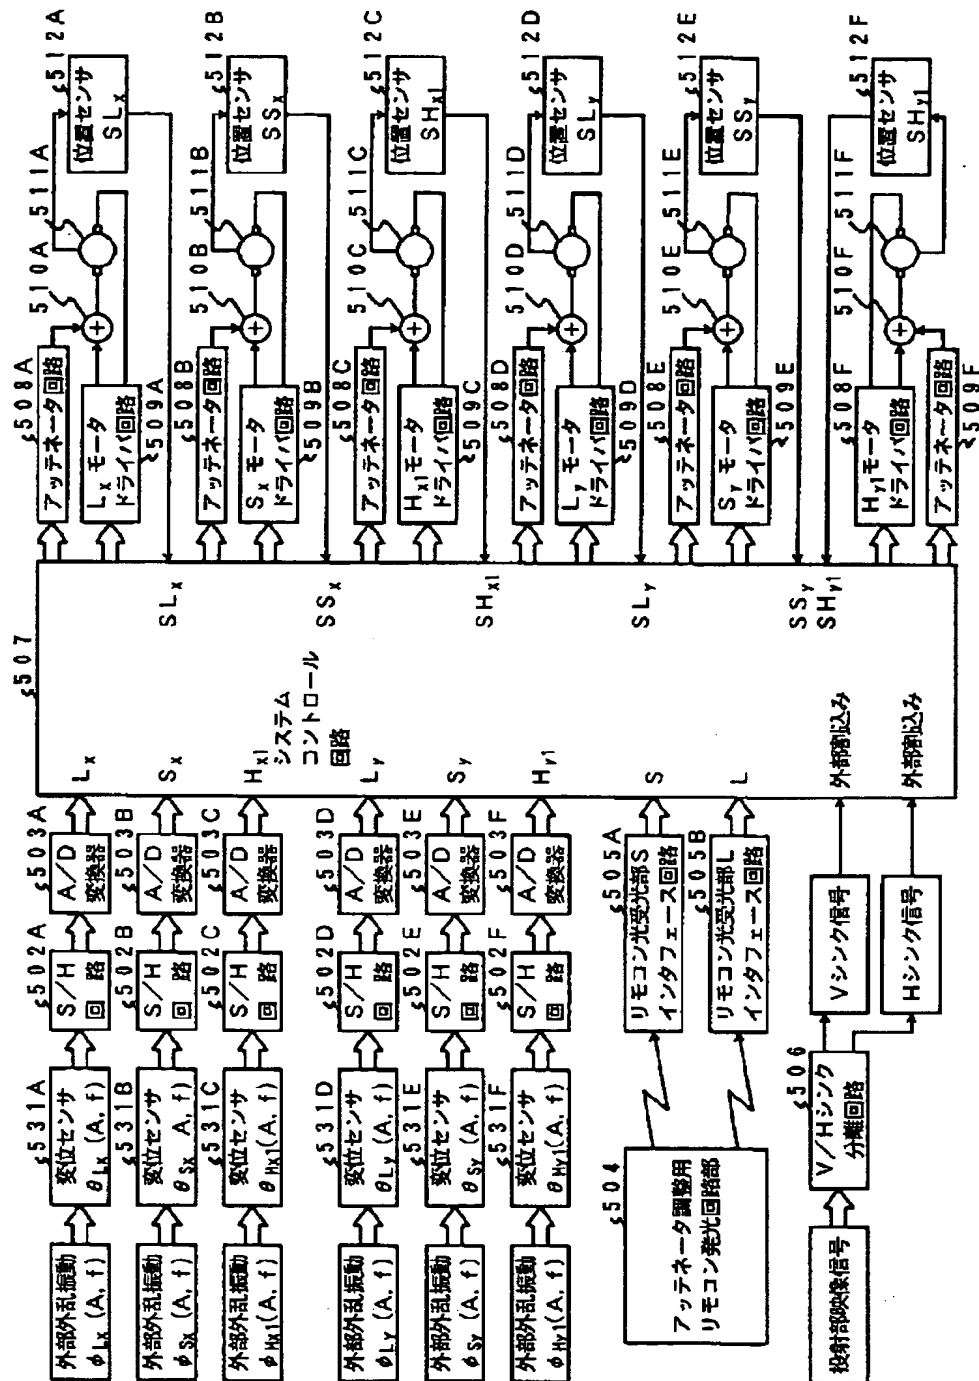 外部外乱振動
φLx (A, f)
外部外乱振動
φSx (A, f)
外部外乱振動
φHx1 (A, f)
外部外乱振動
φLy (A, f)
外部外乱振動
φSy (A, f)
外部外乱振動
φHy1 (A, f)
531A
変位センサ
θLx (A, f)
531B
変位センサ
θSx A, f)
531C
変位センサ
θHx1(A, f)
531D
変位センサ
θLy (A, f)
531E
変位センサ
θSy (A, f)
531F
変位センサ
θHy1(A, f)
502A
S/H
回 路
502B
S/H
回 路
502C
S/H
回 路
502D
S/H
回 路
502E
S/H
回 路
502F
S/H
回 路
503A
A/D
変換器
503B
A/D
変換器
503C
A/D
変換器
503D
A/D
変換器
503E
A/D
変換器
503F
A/D
変換器
504
アッテネータ調整用
リモコン発光回路部
505A
リモコン光受光部S
インタフェース回路
505B
リモコン光受光部L
インタフェース回路
投射部映像信号
506
V/Hシンク
分離回路
Vシンク信号
Hシンク信号
507
Lx
Sx
Hx1
システム
コントロール
回路
Ly
Sy
Hy1
S
L
外部割込み
外部割込み
SLx
SSx
SHx1
SLy
SSy
SHy1
508A
アッテネータ回路
Lx モータ
ドライバ回路
509A
510A
511A
512A
位置センサ
SLx
508B
アッテネータ回路
Sx モータ
ドライバ回路
509B
510B
511B
512B
位置センサ
SSx
508C
アッテネータ回路
Hx1 モータ
ドライバ回路
509C
510C
511C
512C
位置センサ
SHx1
508D
アッテネータ回路
Ly モータ
ドライバ回路
509D
510D
511D
512D
位置センサ
SLy
508E
アッテネータ回路
Sy モータ
ドライバ回路
509E
510E
511E
512E
位置センサ
SSy
508F
Hy1モータ
ドライバ回路
アッテネータ回路
509F
510F
511F
512F
位置センサ
SHy1